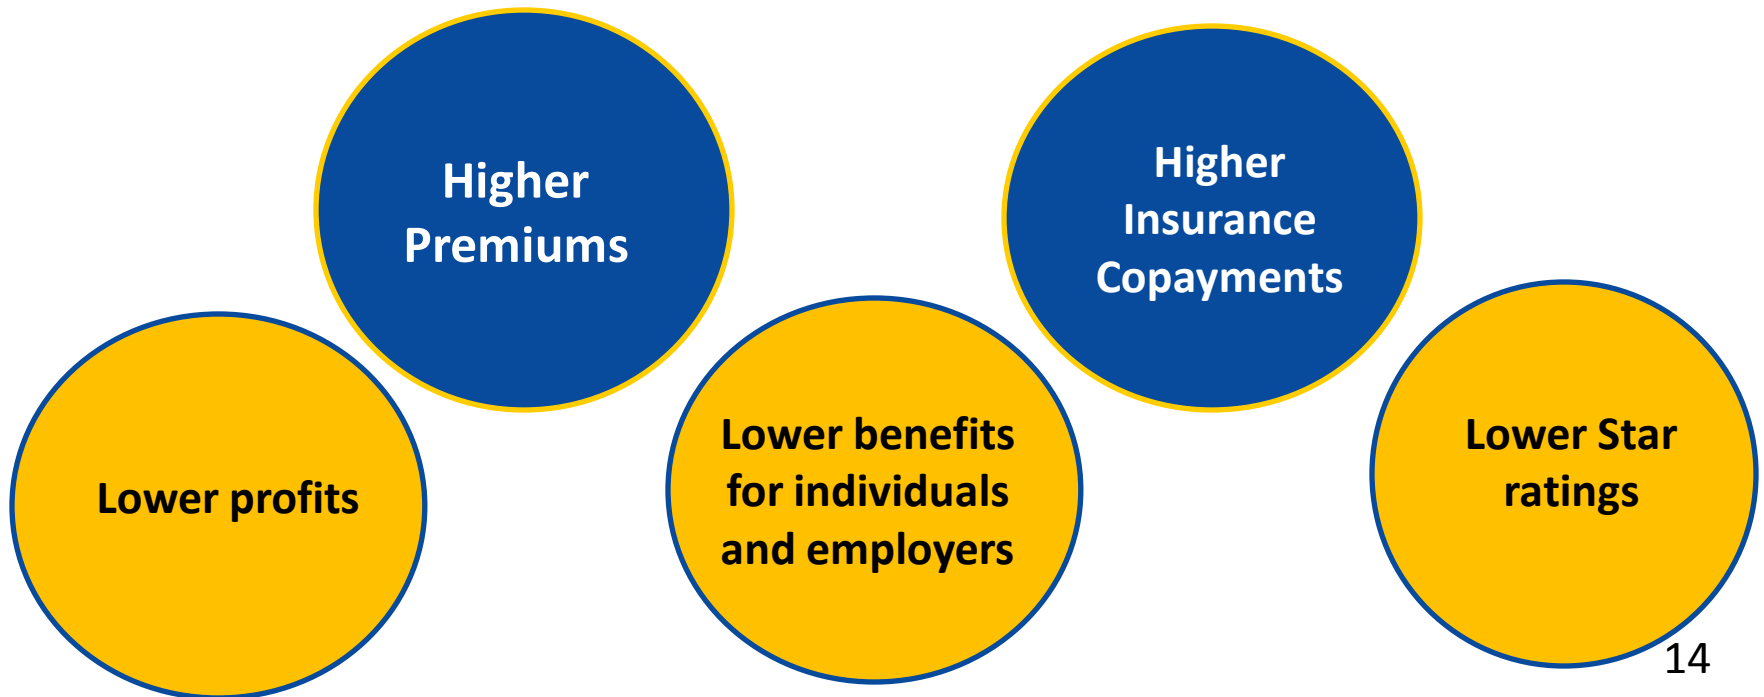 Higher
Premiums
Higher
Insurance
Copayments
Lower profits
Lower benefits
for individuals
and employers
Lower Star
ratings
14